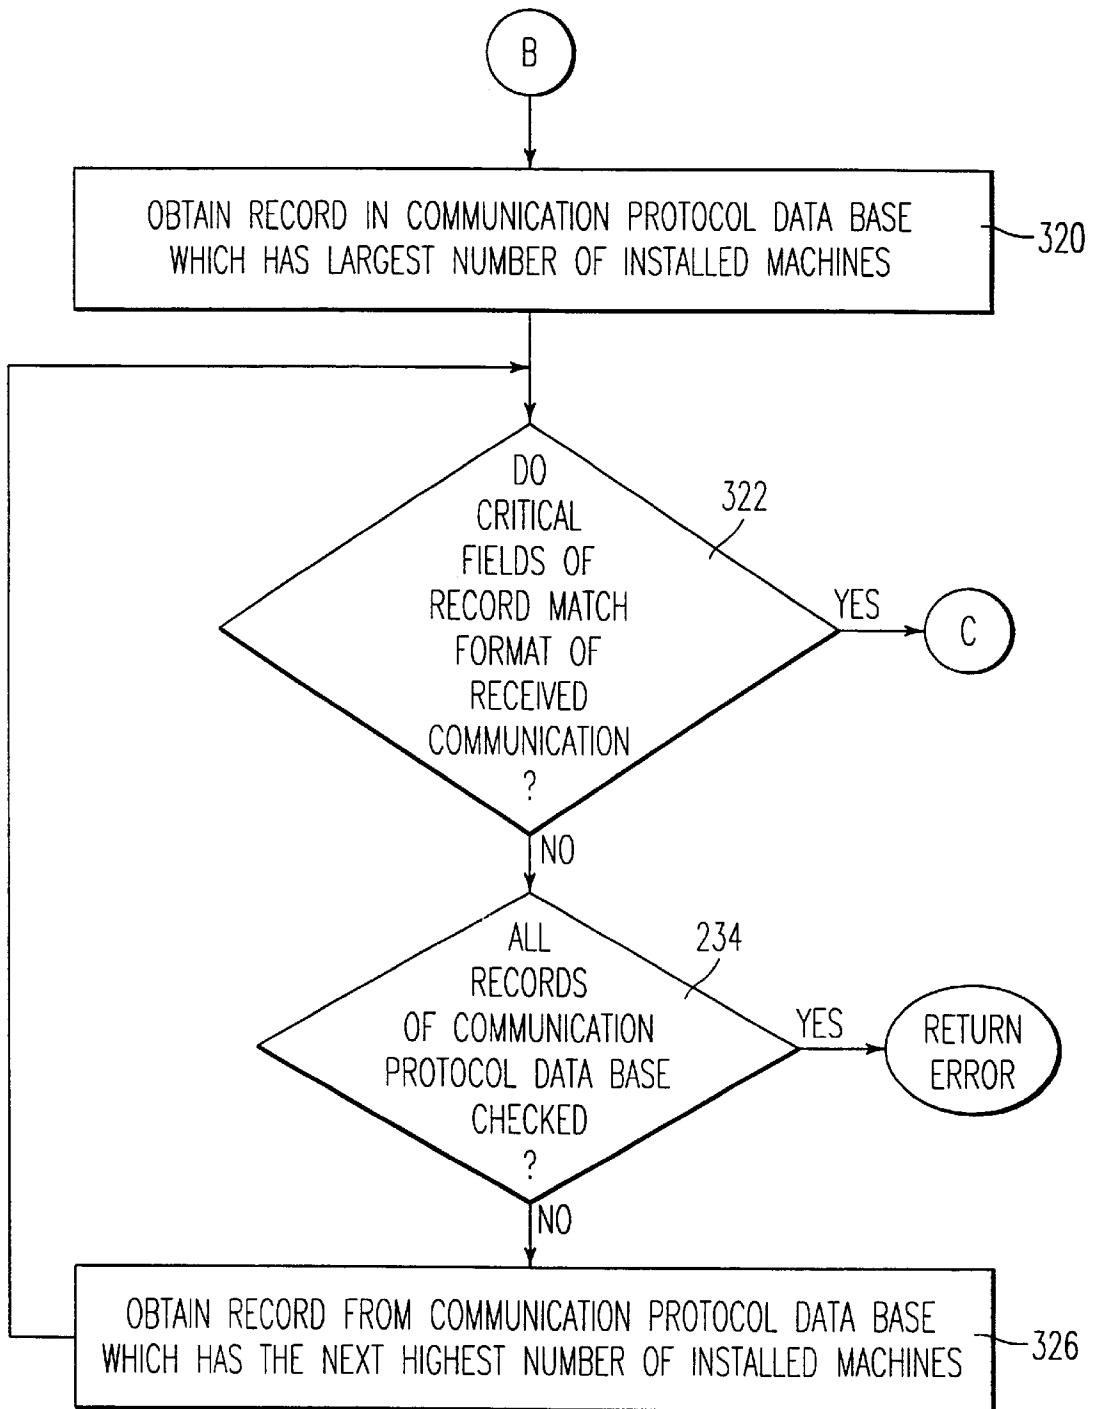 B
OBTAIN RECORD IN COMMUNICATION PROTOCOL DATA BASE
WHICH HAS LARGEST NUMBER OF INSTALLED MACHINES
320
DO
CRITICAL
FIELDS OF
RECORD MATCH
FORMAT OF
RECEIVED
COMMUNICATION
?
322
YES
C
NO
ALL
RECORDS
OF COMMUNICATION
PROTOCOL DATA BASE
CHECKED
?
234
YES
RETURN
ERROR
NO
OBTAIN RECORD FROM COMMUNICATION PROTOCOL DATA BASE
WHICH HAS THE NEXT HIGHEST NUMBER OF INSTALLED MACHINES
326